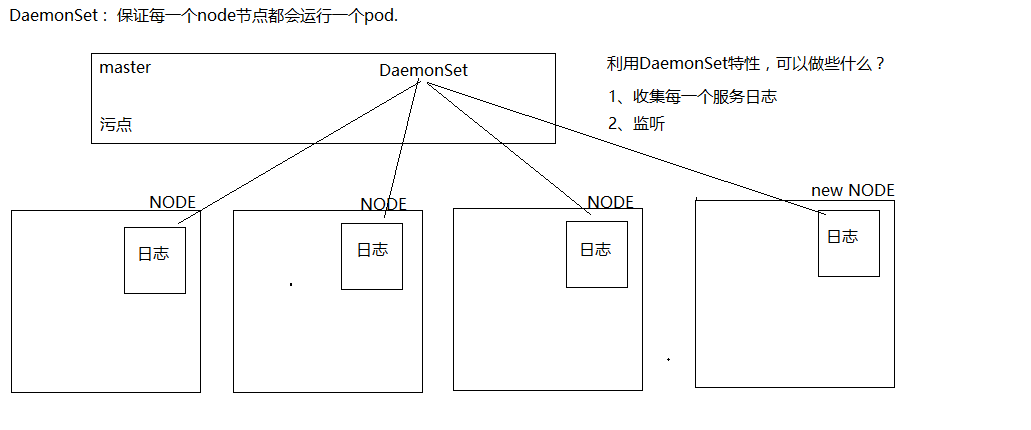 DaemonSet： 保证每一个node节点都会运行一个pod.
master
DaemonSet
污点
利用DaemonSet特性，可以做些什么？
1、收集每一个服务日志
2、监听
NODE
NODE
NODE
new NODE
日志
日志
日志
日志